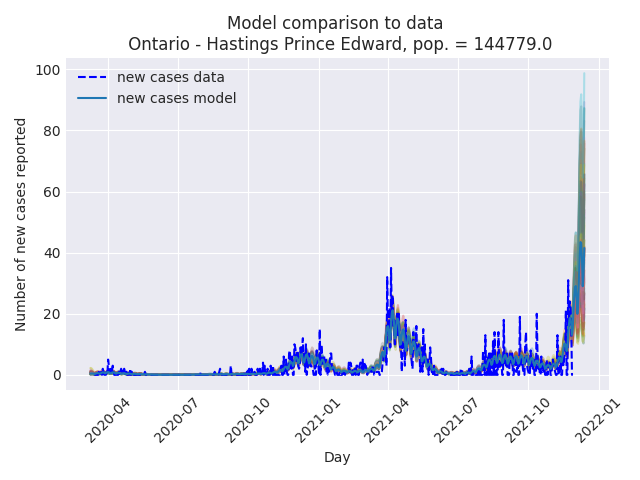 Model comparison to data
Ontario - Hastings Prince Edward, pop. = 144779.0
new cases data
new cases model
Number of new cases reported
100
80
60
40
20
0
2020-04
2020-07
2020-10
2021-01
2021-04
2021-07
2021-10
2022-01
Day